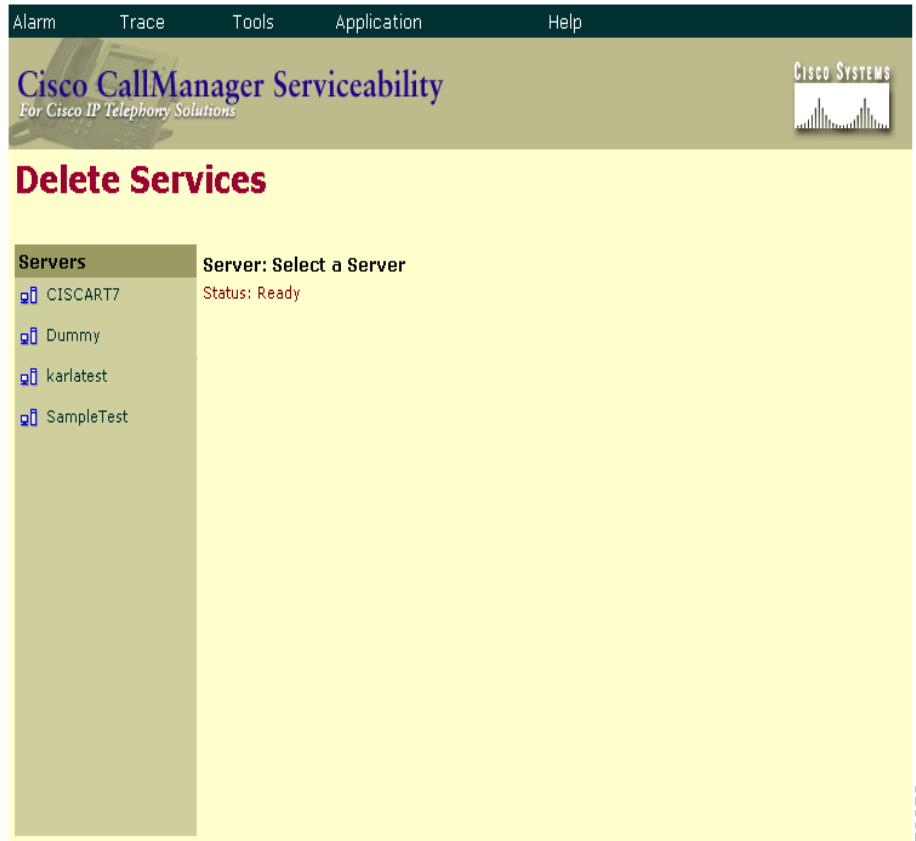 Alarm Trace Tools Application Help
Cisco CallManager Serviceability
For Cisco IP Telephony Solutions
CISCO SYSTEMS
Delete Services
Servers
CISCART7
Dummy
karlatest
SampleTest
Server: Select a Server
Status: Ready